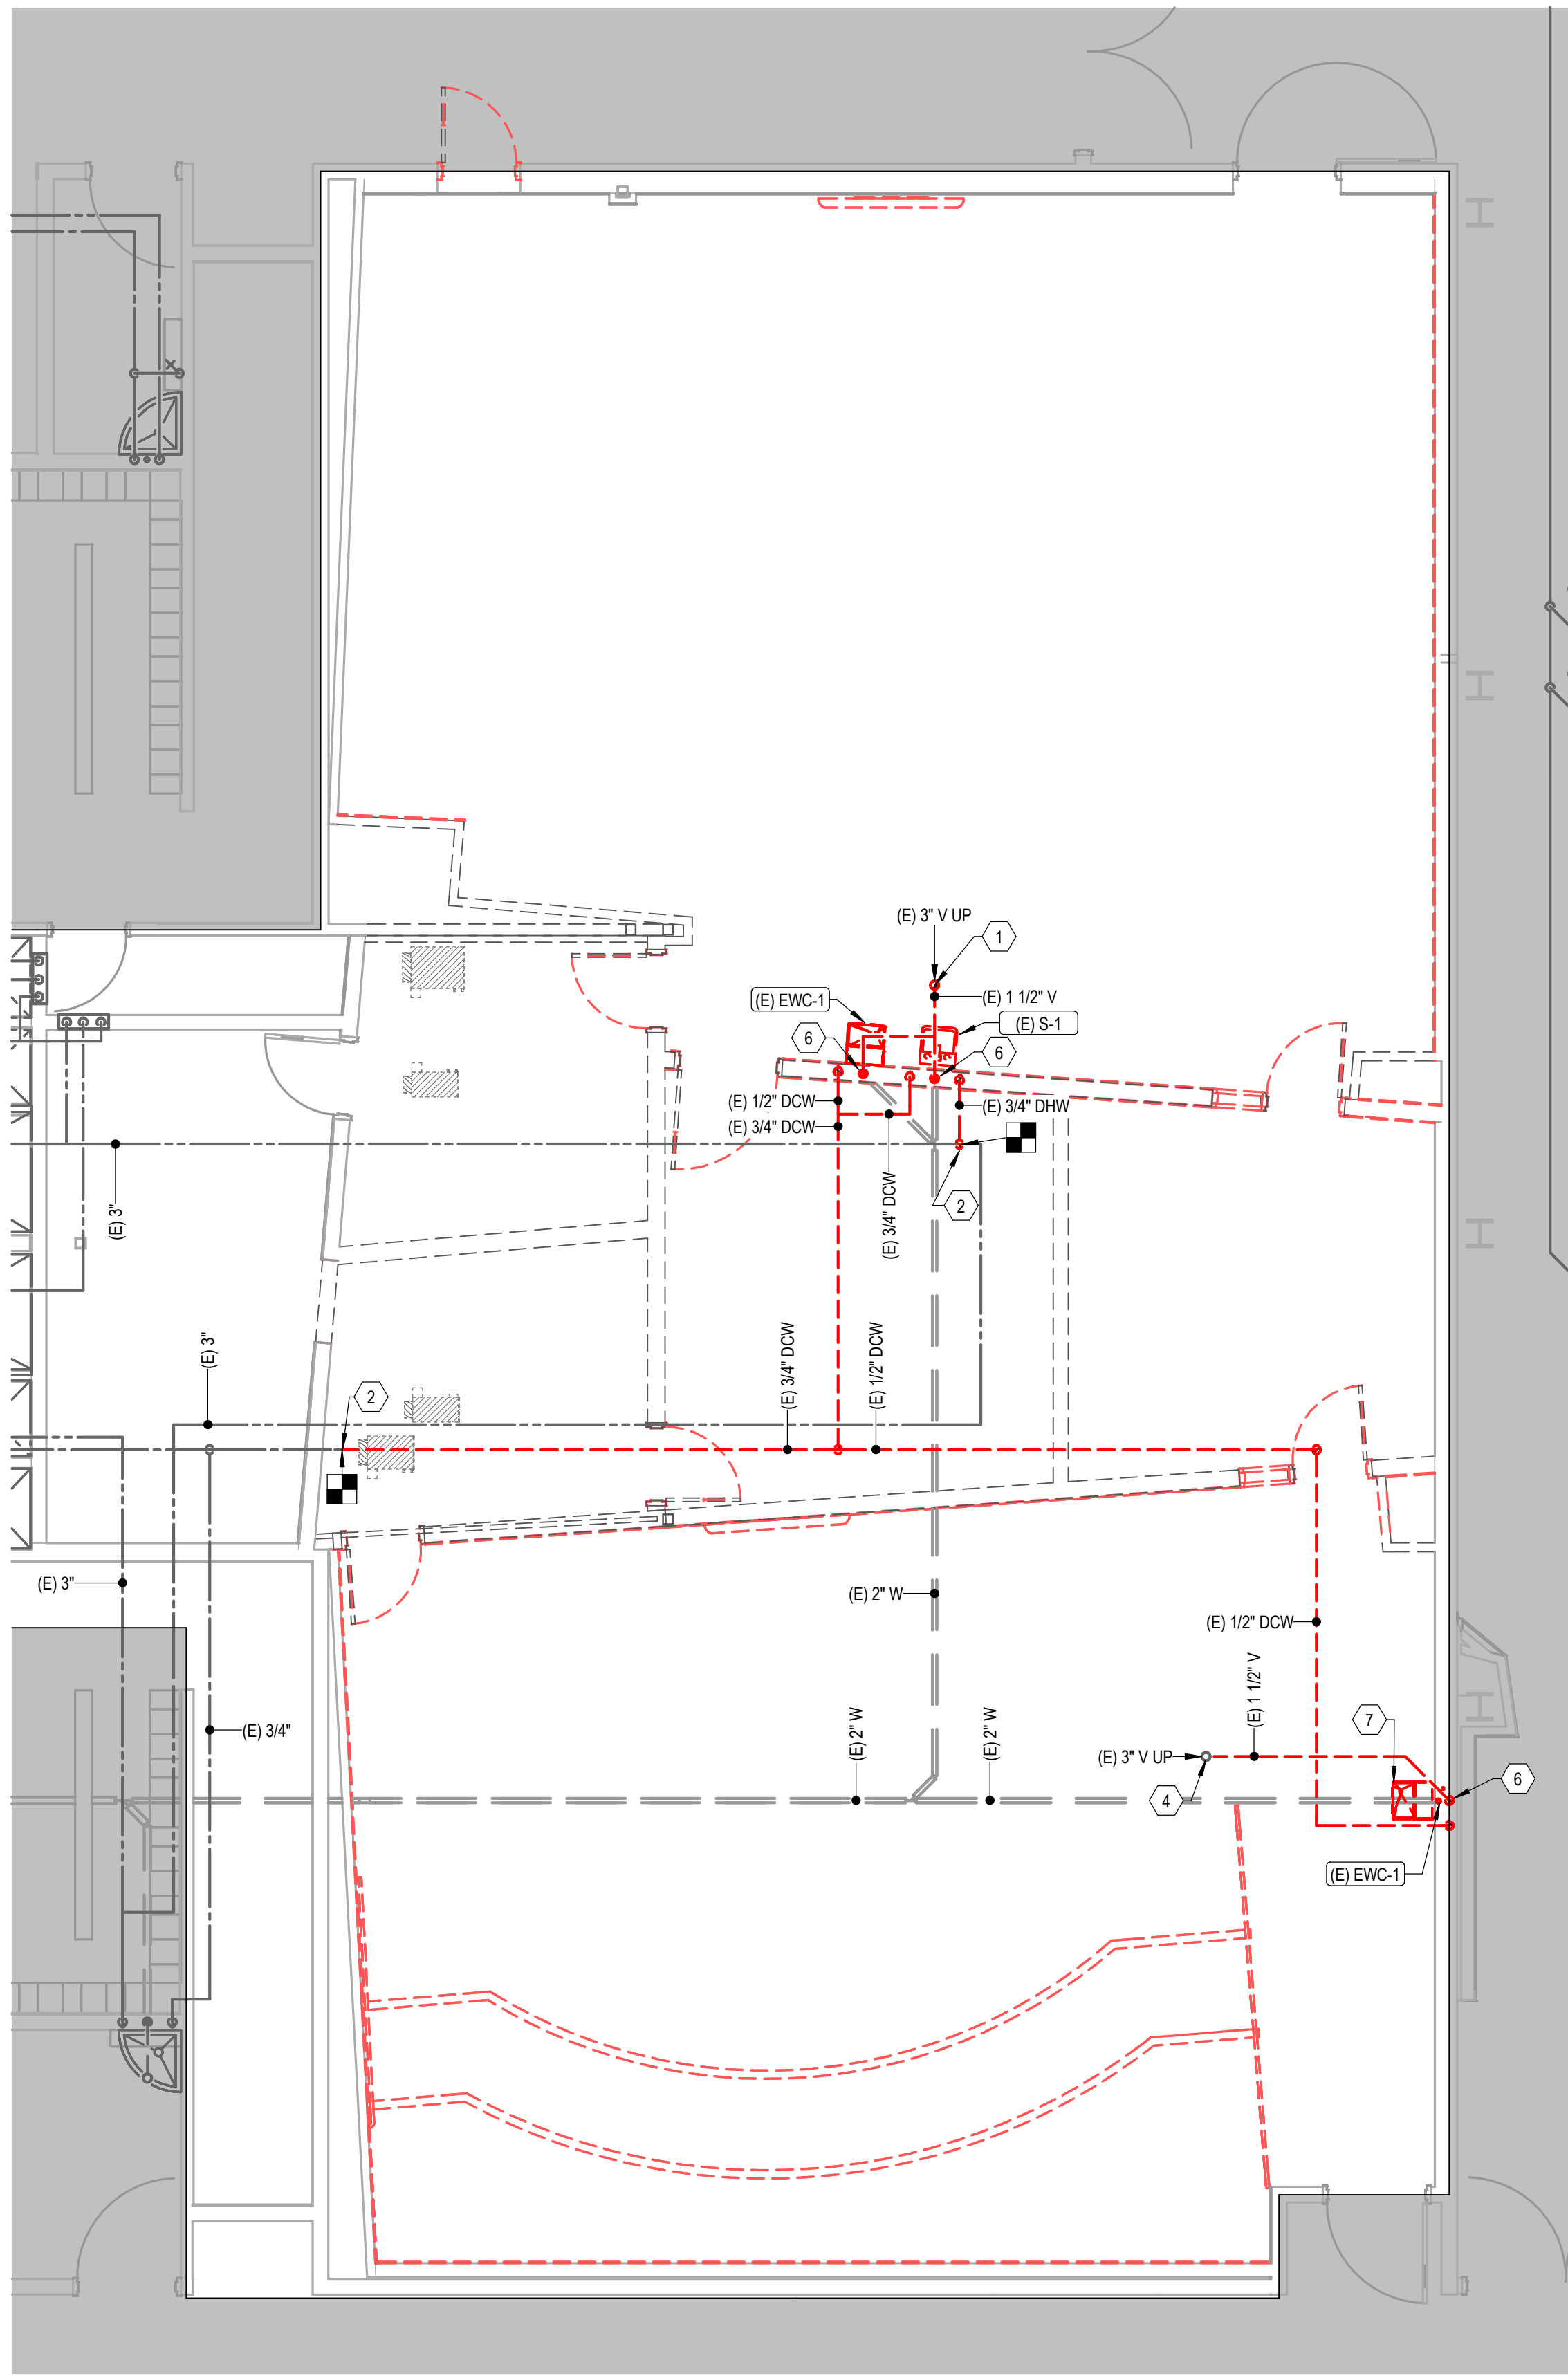 (E) 3" V UP
1
(E) EWC-1
(E) 1 1/2" V
(E) S-1
6
6
(E) 1/2" DCW
(E) 3/4" DHW
(E) 3/4" DCW
(E) 3"
(E) 3/4" DCW
2
(E) 3"
2
(E) 3/4" DCW
(E) 1/2" DCW
(E) 3"
(E) 2" W
(E) 1/2" DCW
(E) 3/4"
(E) 2" W
(E) 2" W
(E) 1 1/2" V
7
(E) 3" V UP
4
6
(E) EWC-1